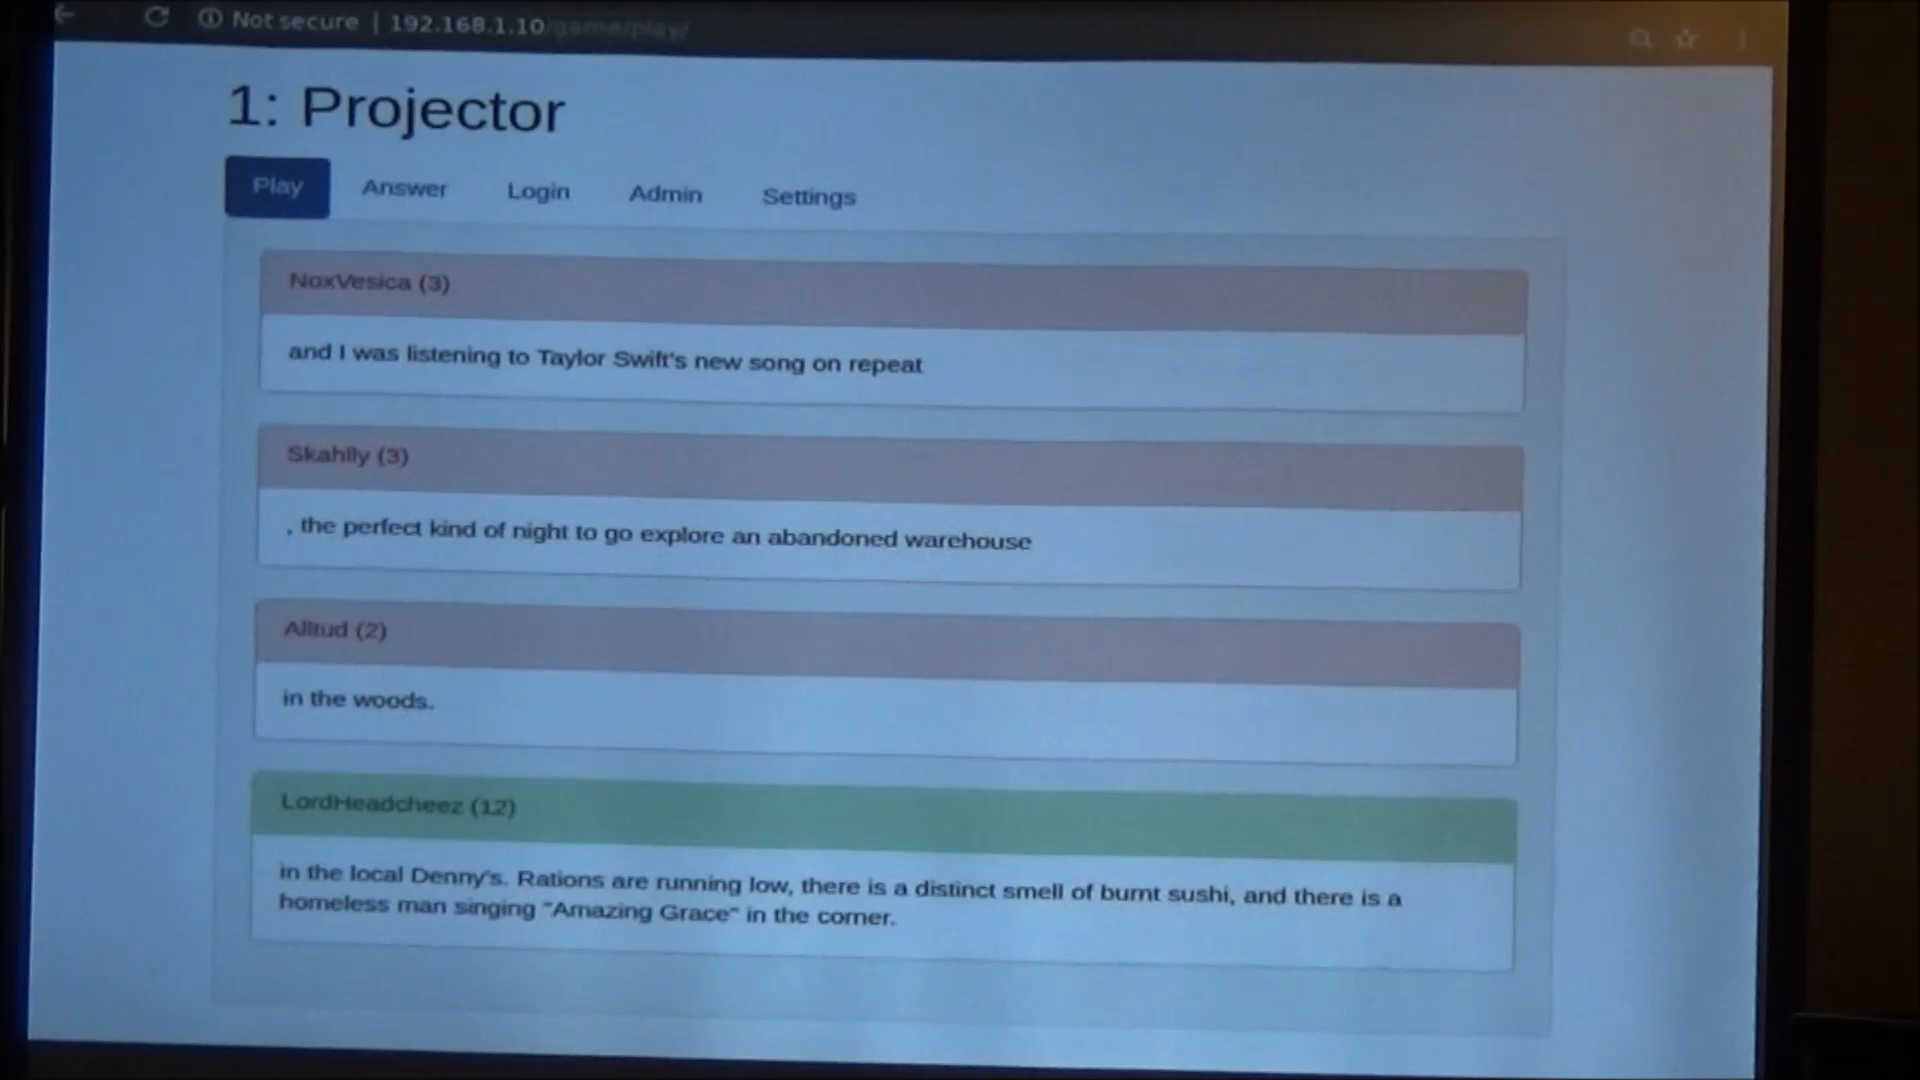 Not secure | 192.168.1.10/game/play/
1: Projector
Play Answer Login Admin Settings
NoxVesica (3)
and I was listening to Taylor Swift's new song on repeat
Skahlly (3)
, the perfect kind of night to go explore an abandoned warehouse
Alltud (2)
in the woods.
LordHeadcheez (12)
in the local Denny's. Rations are running low, there is a distinct smell of burnt sushi, and there is a
homeless man singing "Amazing Grace" in the corner.